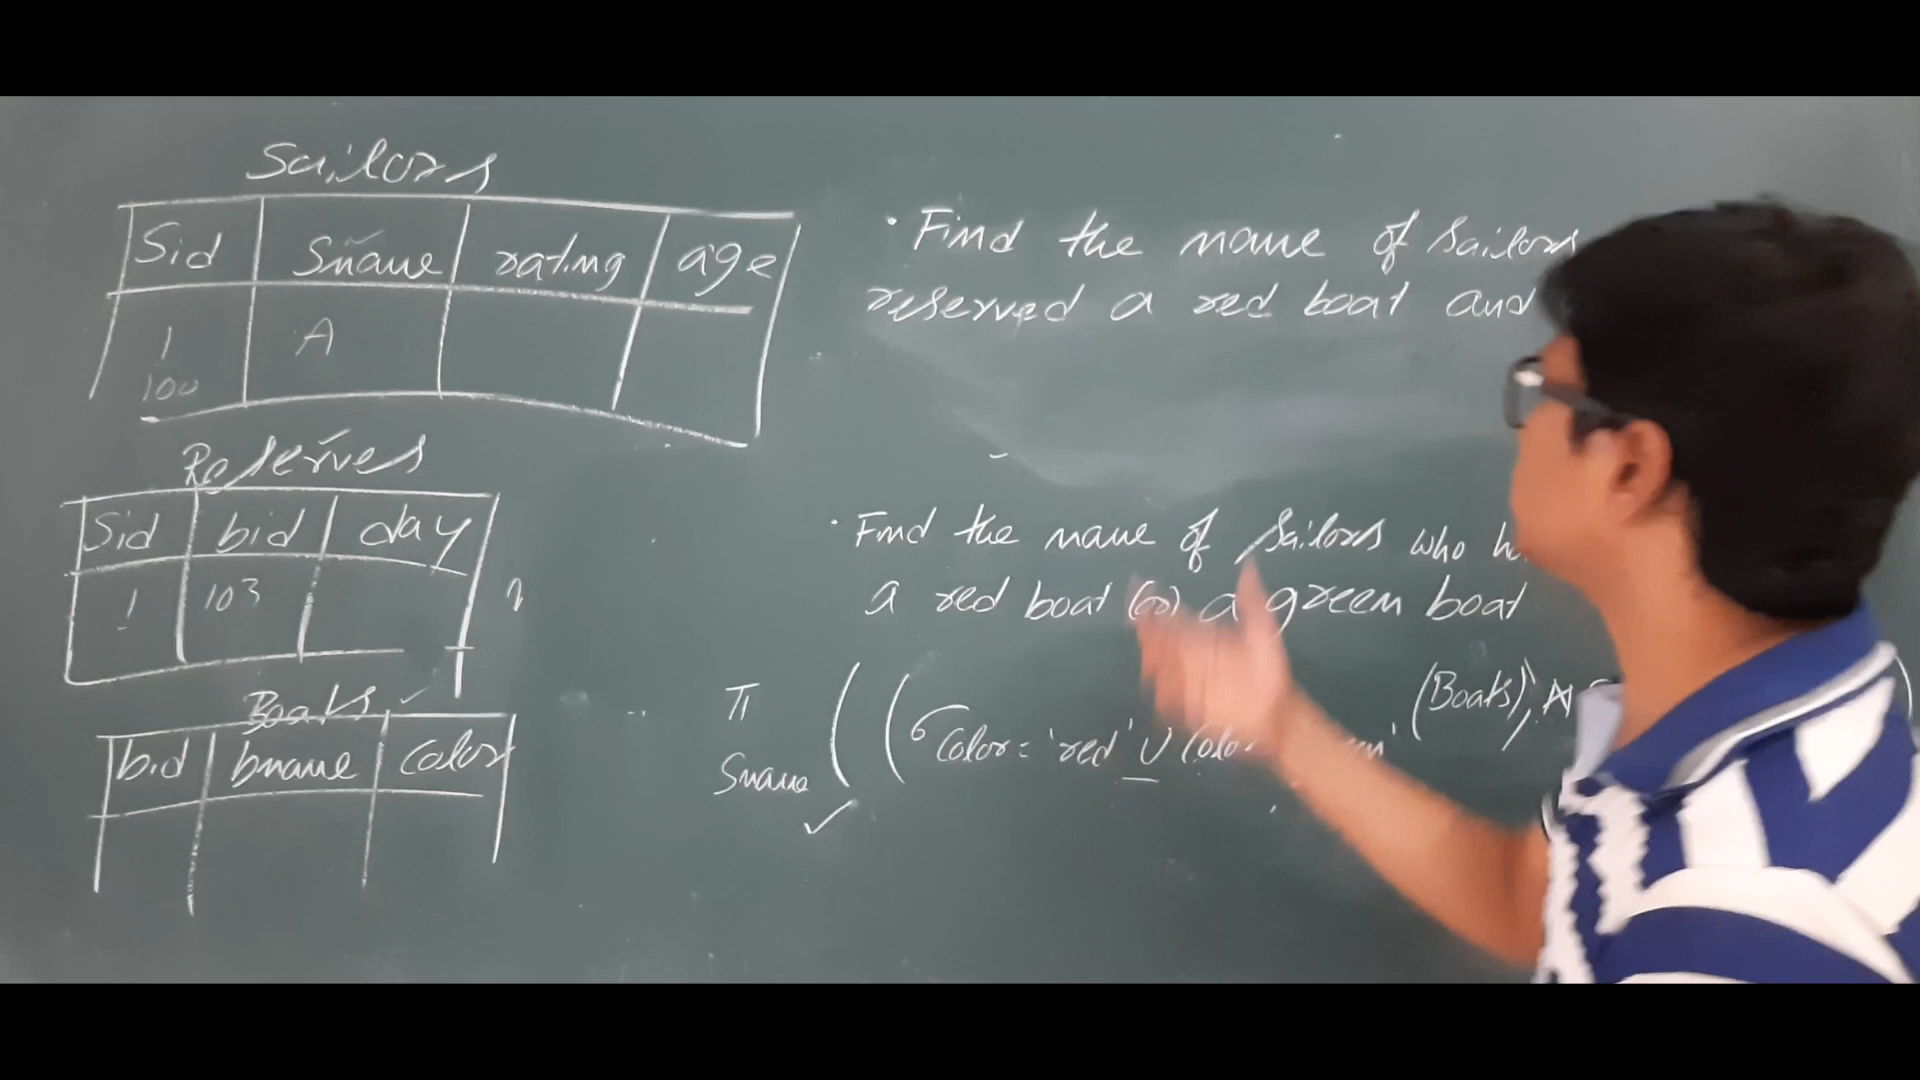 Sailors
Sid Sname rating age
1 A
100
Reserves
Sid bid day
1 103
Boats
bid bname color
• Find the name of Sailors
reserved a red boat and
• Find the name of Sailors who
a red boat (or) a green boat
π Sname ( ( σ Color = 'red' ∪ Color (Boats) ) ⋈